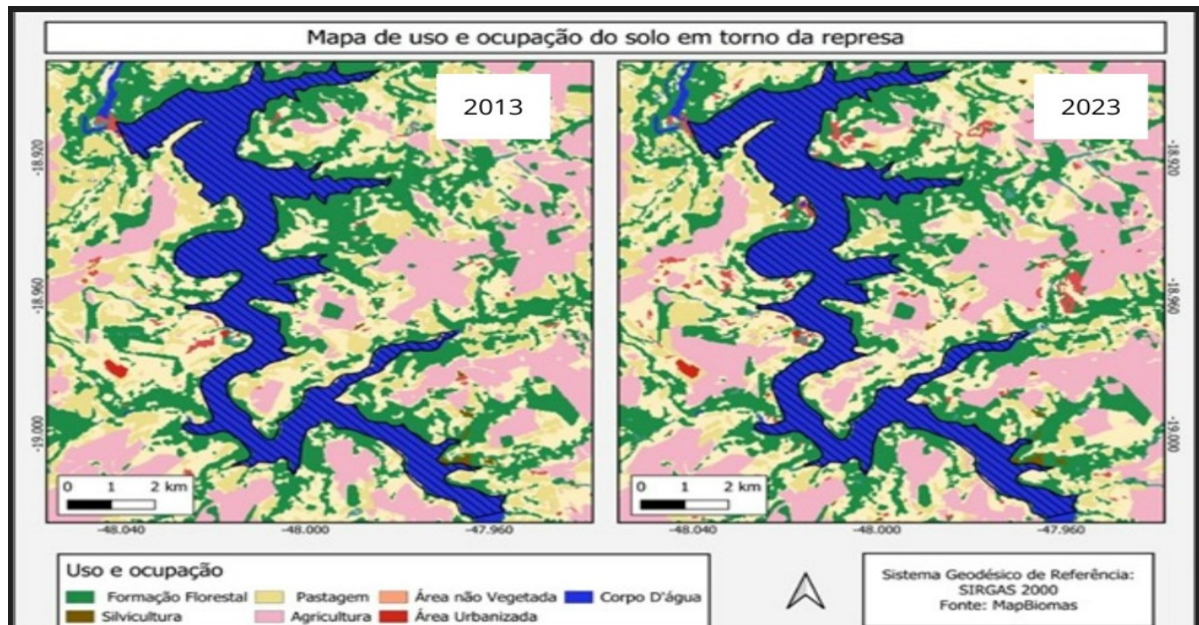 Mapa de uso e ocupação do solo em torno da represa
2013
2023
-18.920
-18.960
-19.000
-18.920
-18.960
-19.000
0 1 2 km
0 1 2 km
-48.040 -48.000 -47.960
-48.040 -48.000 -47.960
Uso e ocupação
Formação Florestal Pastagem Área não Vegetada Corpo D'água
Silvicultura Agricultura Área Urbanizada
Sistema Geodésico de Referência:
SIRGAS 2000
Fonte: MapBiomas